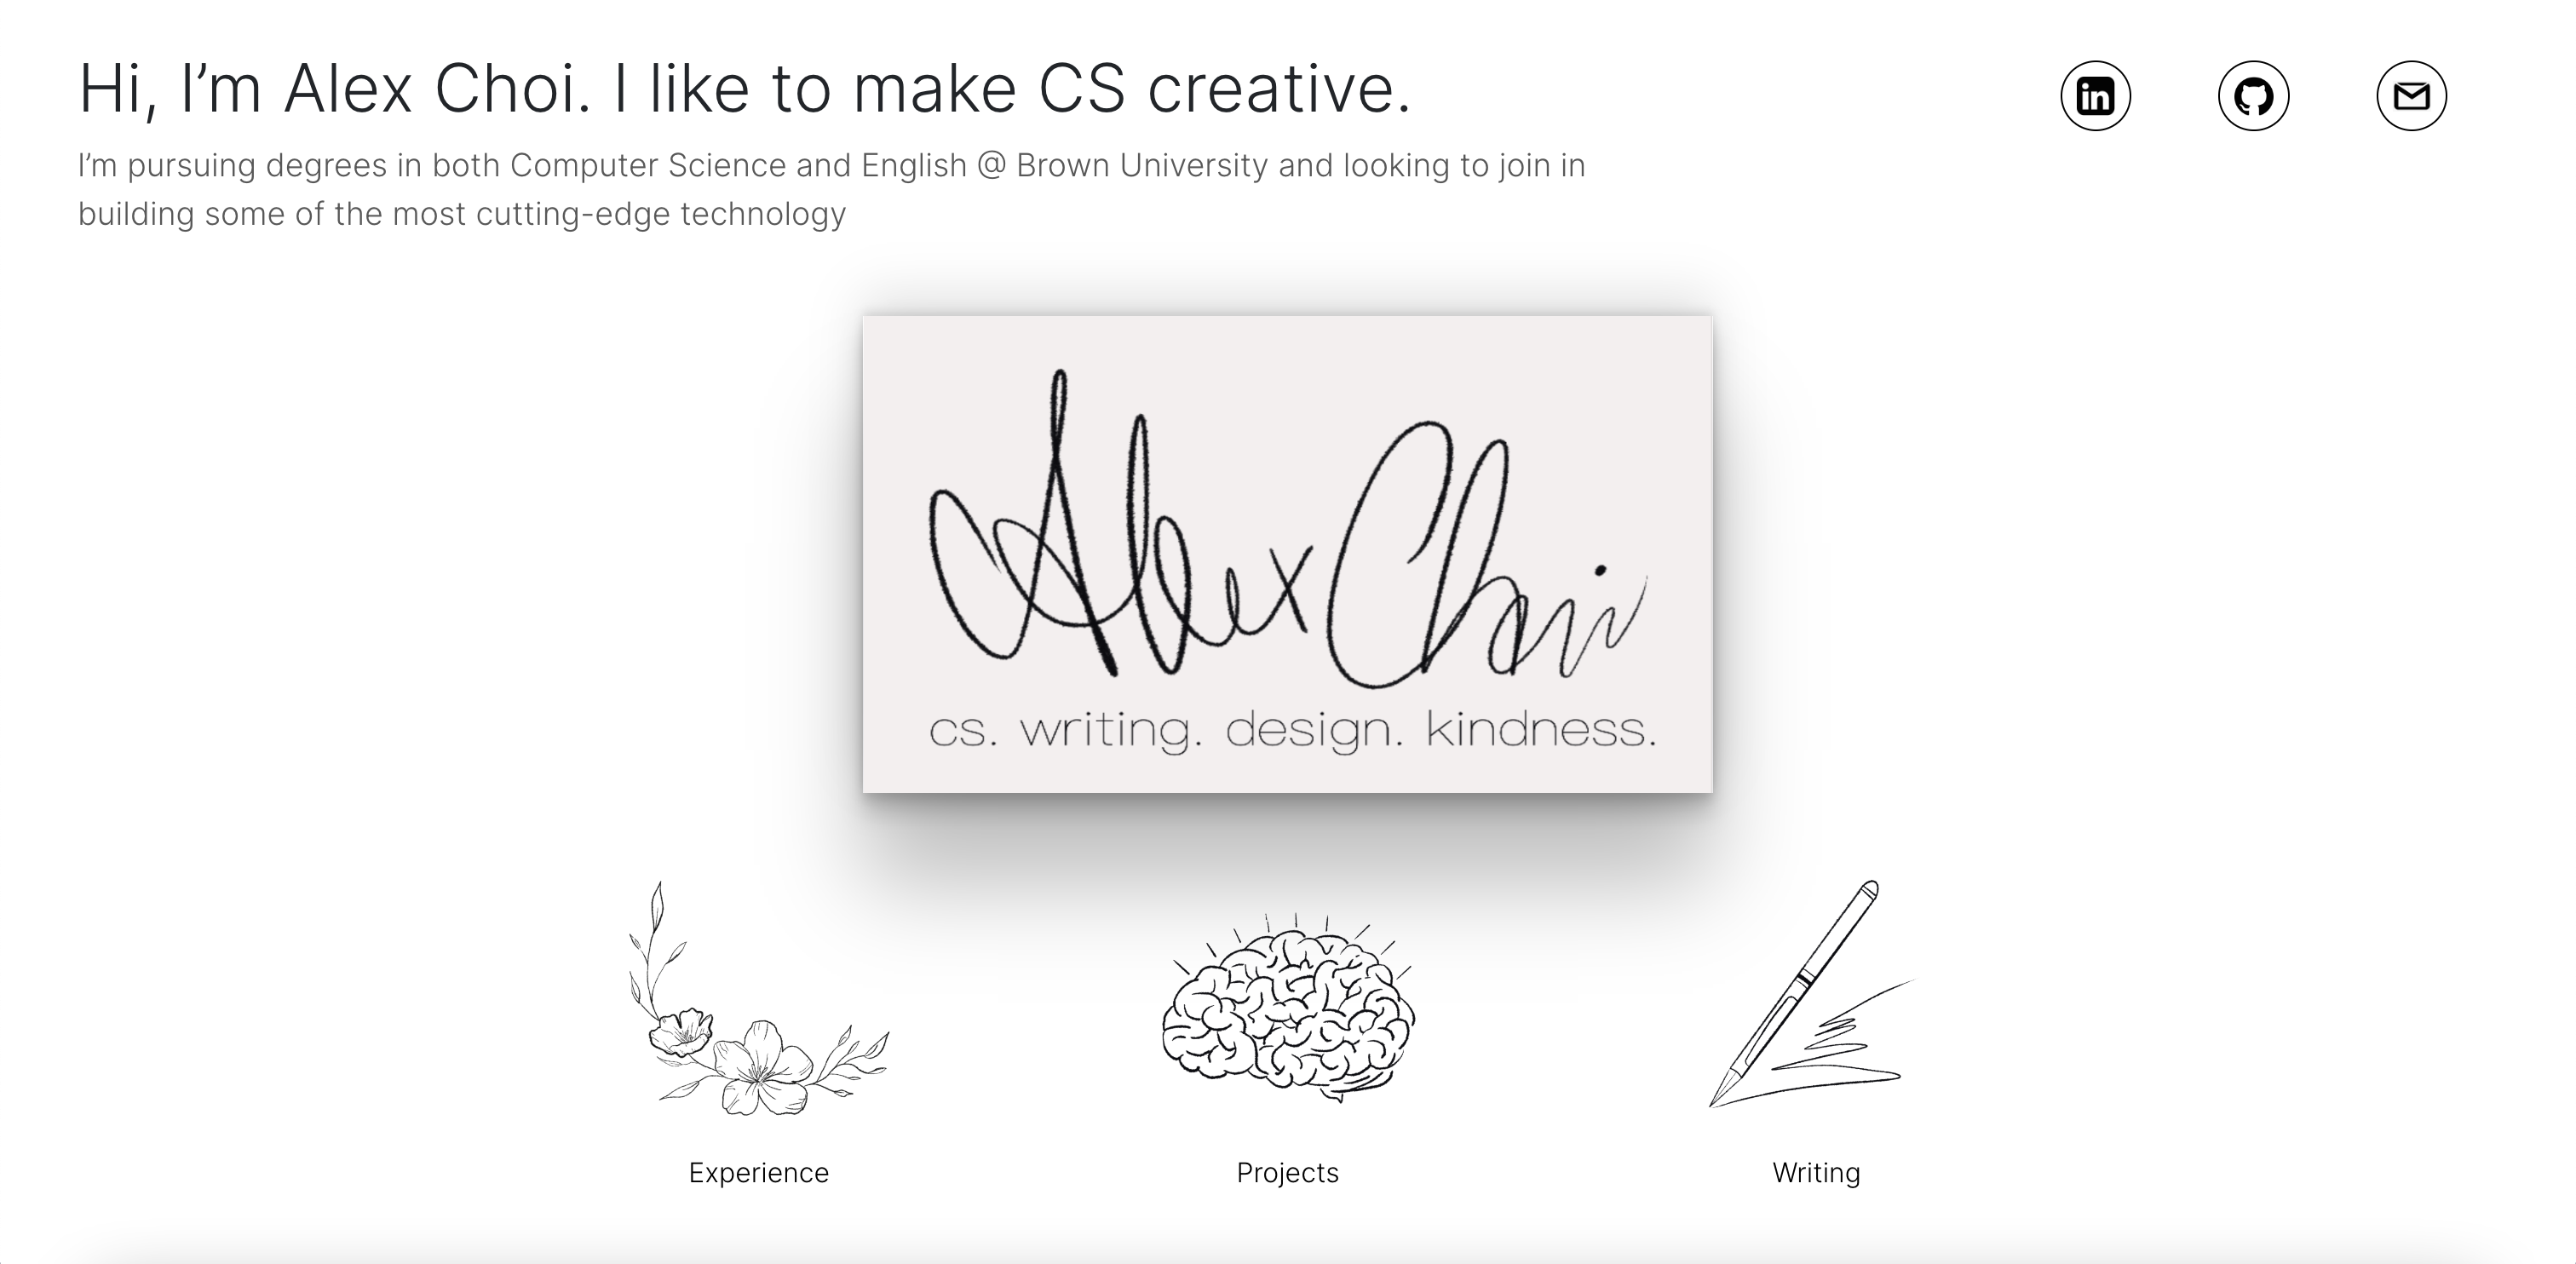 Hi, I’m Alex Choi. I like to make CS creative.
I’m pursuing degrees in both Computer Science and English @ Brown University and looking to join in
building some of the most cutting-edge technology
in
Alex Choi
cs. writing. design. kindness.
Experience
Projects
Writing